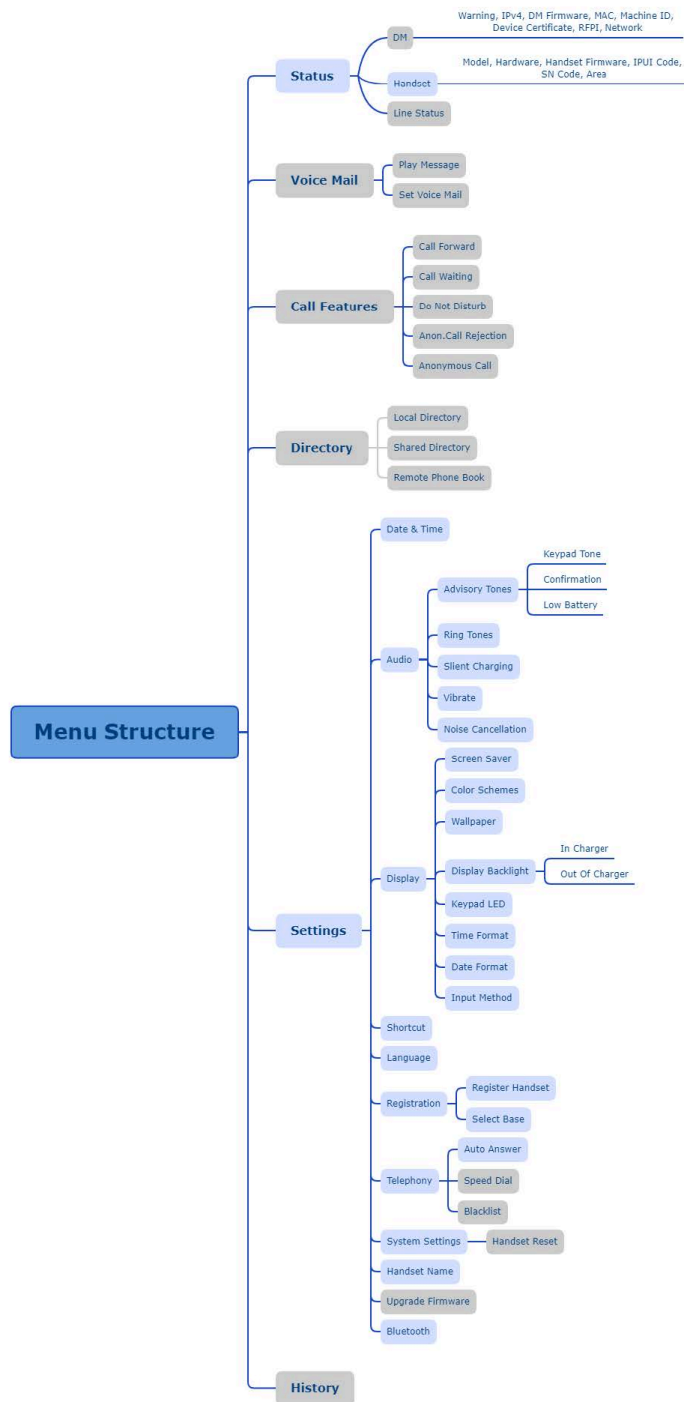 Warning, IPv4, DM Firmware, MAC, Machine ID,
Device Certificate, RFPI, Network
DM
Status
Model, Hardware, Handset Firmware, IPUI Code,
SN Code, Area
Handset
Line Status
Voice Mail
Play Message
Set Voice Mail
Call Features
Call Forward
Call Waiting
Do Not Disturb
Anon.Call Rejection
Anonymous Call
Directory
Local Directory
Shared Directory
Remote Phone Book
Menu Structure
Settings
Date & Time
Audio
Advisory Tones
Keypad Tone
Confirmation
Low Battery
Ring Tones
Slient Charging
Vibrate
Noise Cancellation
Display
Screen Saver
Color Schemes
Wallpaper
Display Backlight
In Charger
Out Of Charger
Keypad LED
Time Format
Date Format
Input Method
Shortcut
Language
Registration
Register Handset
Select Base
Telephony
Auto Answer
Speed Dial
Blacklist
System Settings
Handset Reset
Handset Name
Upgrade Firmware
Bluetooth
History